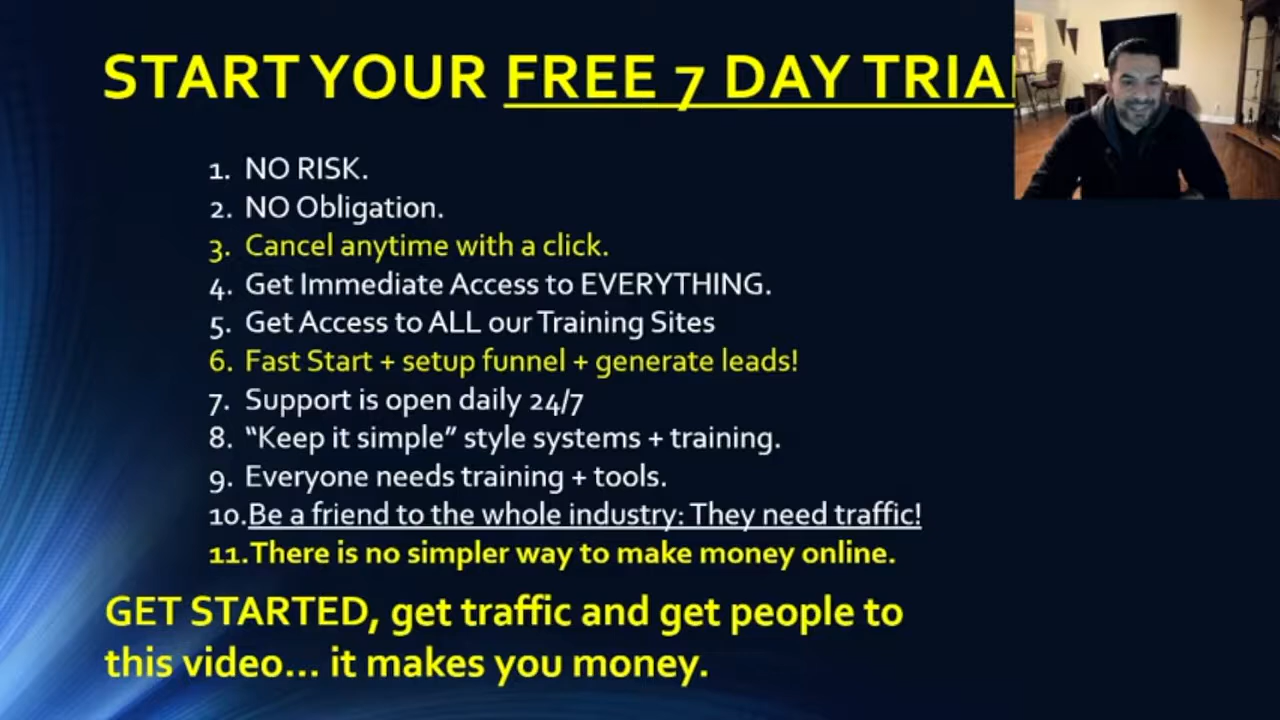 START YOUR FREE 7 DAY TRIA
1. NO RISK.
2. NO Obligation.
3. Cancel anytime with a click.
4. Get Immediate Access to EVERYTHING.
5. Get Access to ALL our Training Sites
6. Fast Start + setup funnel + generate leads!
7. Support is open daily 24/7
8. “Keep it simple” style systems + training.
9. Everyone needs training + tools.
10.Be a friend to the whole industry: They need traffic!
11.There is no simpler way to make money online.
GET STARTED, get traffic and get people to
this video... it makes you money.